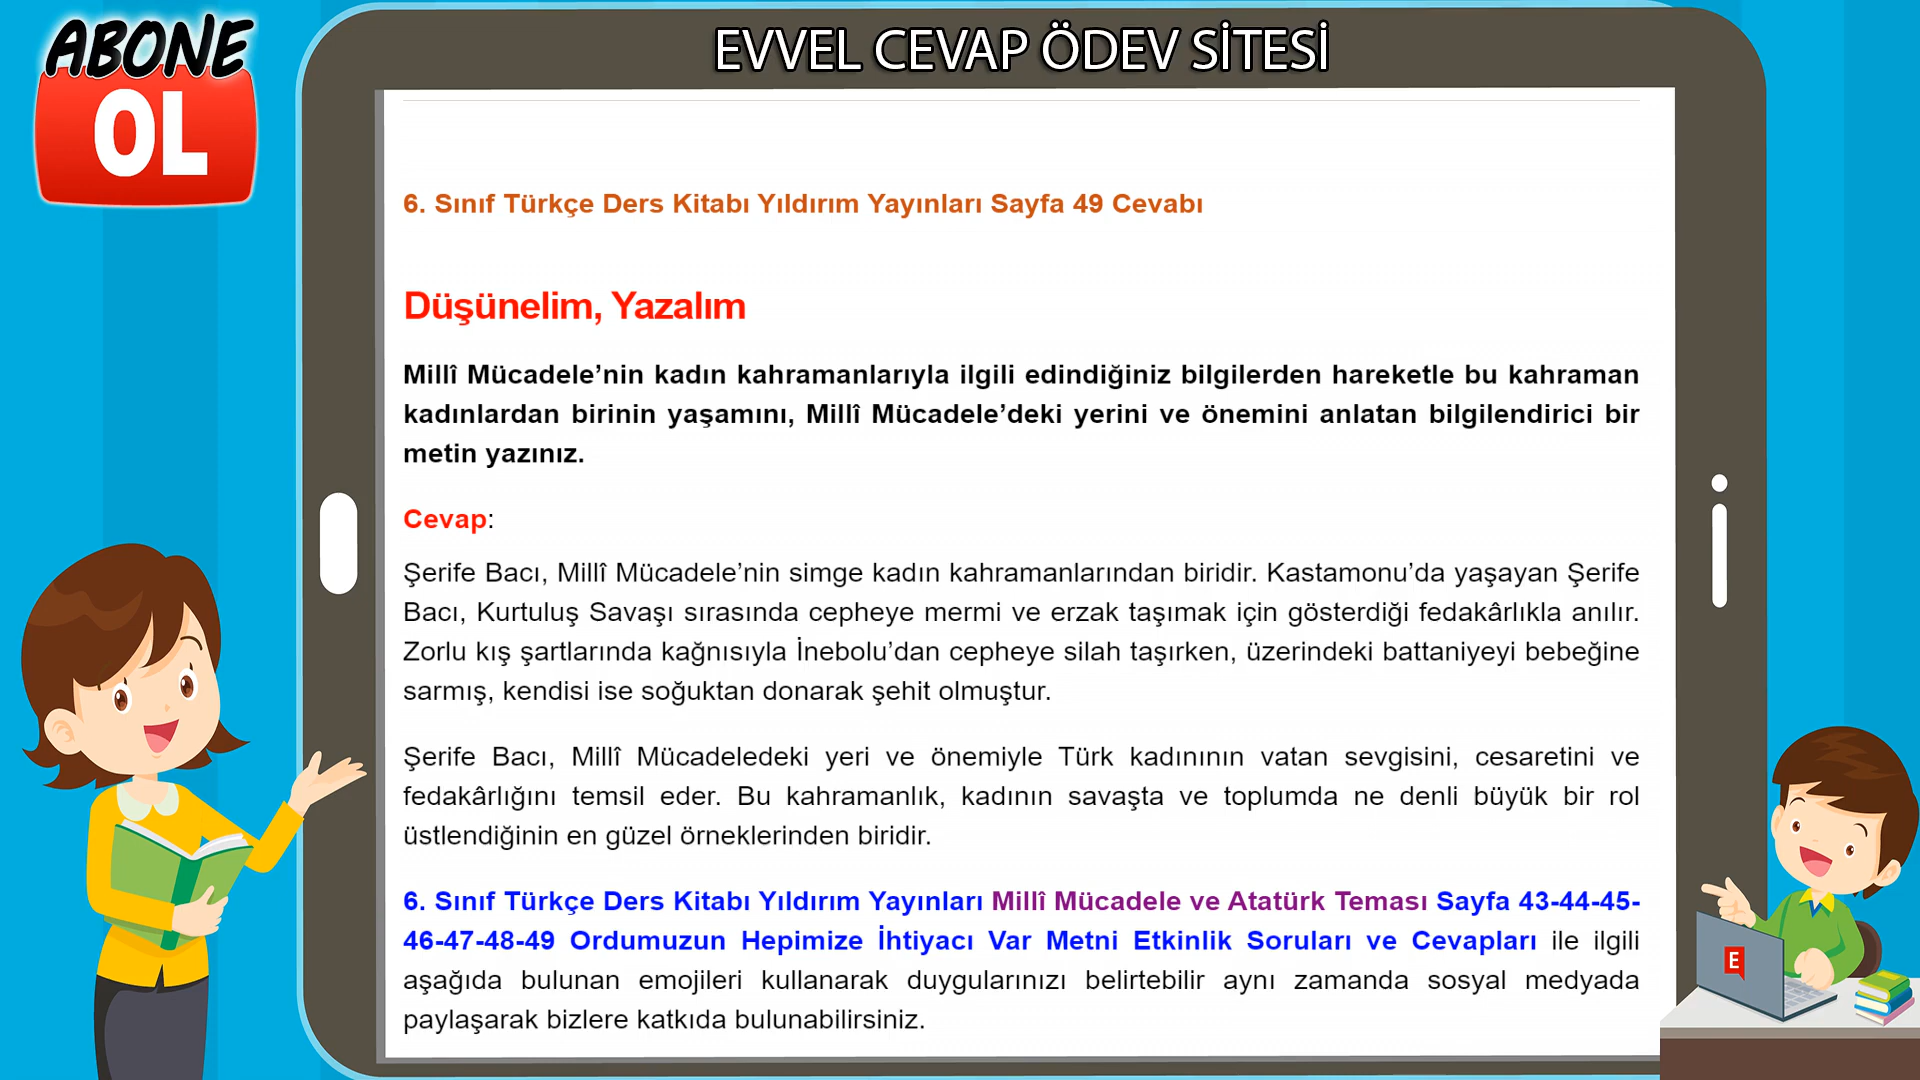 ABONE
OL
EVVEL CEVAP ÖDEV SİTESİ
6. Sınıf Türkçe Ders Kitabı Yıldırım Yayınları Sayfa 49 Cevabı
Düşünelim, Yazalım
Millî Mücadele’nin kadın kahramanlarıyla ilgili edindiğiniz bilgilerden hareketle bu kahraman
kadınlardan birinin yaşamını, Millî Mücadele’deki yerini ve önemini anlatan bilgilendirici bir
metin yazınız.
Cevap:
Şerife Bacı, Millî Mücadele’nin simge kadın kahramanlarından biridir. Kastamonu’da yaşayan Şerife
Bacı, Kurtuluş Savaşı sırasında cepheye mermi ve erzak taşımak için gösterdiği fedakârlıkla anılır.
Zorlu kış şartlarında kağnısıyla İnebolu’dan cepheye silah taşırken, üzerindeki battaniyeyi bebeğine
sarmış, kendisi ise soğuktan donarak şehit olmuştur.
Şerife Bacı, Millî Mücadeledeki yeri ve önemiyle Türk kadınının vatan sevgisini, cesaretini ve
fedakârlığını temsil eder. Bu kahramanlık, kadının savaşta ve toplumda ne denli büyük bir rol
üstlendiğinin en güzel örneklerinden biridir.
6. Sınıf Türkçe Ders Kitabı Yıldırım Yayınları Millî Mücadele ve Atatürk Teması Sayfa 43-44-45-
46-47-48-49 Ordumuzun Hepimize İhtiyacı Var Metni Etkinlik Soruları ve Cevapları ile ilgili
aşağıda bulunan emojileri kullanarak duygularınızı belirtebilir aynı zamanda sosyal medyada
paylaşarak bizlere katkıda bulunabilirsiniz.
E